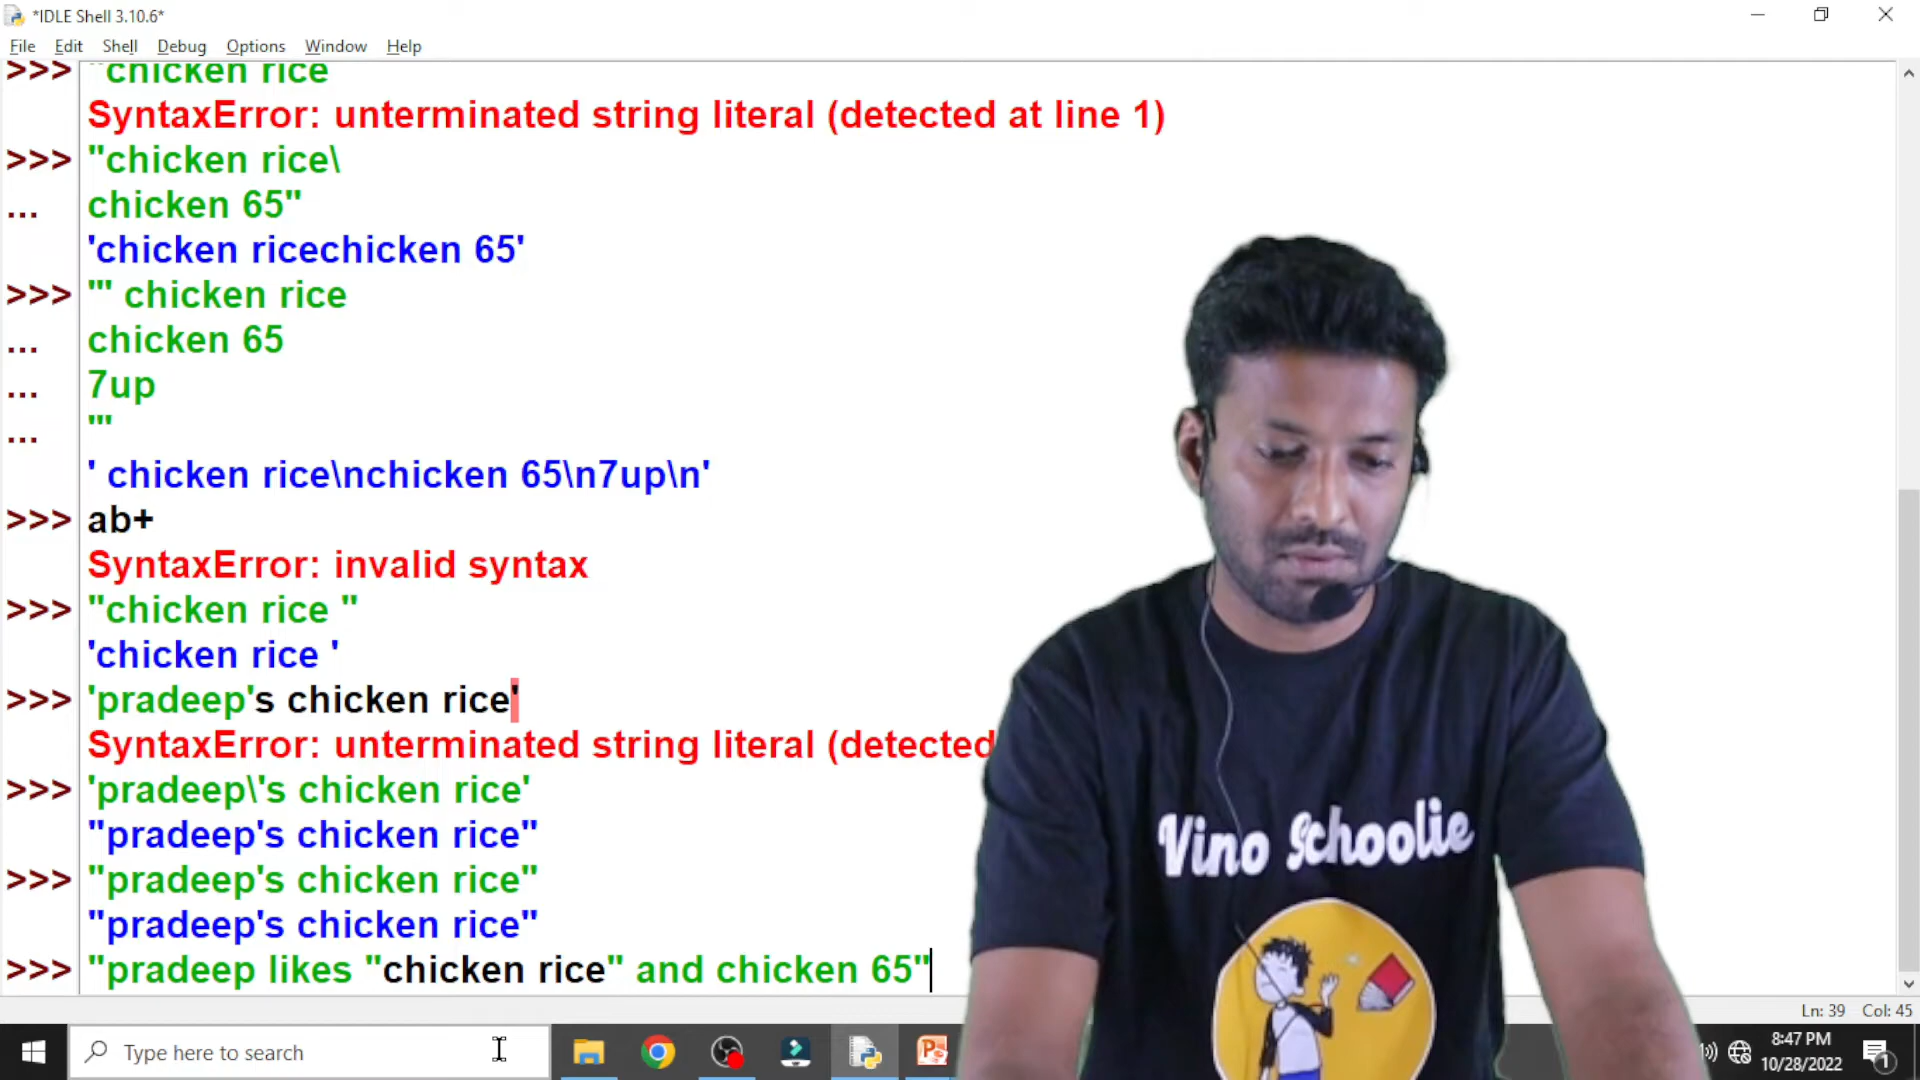 *IDLE Shell 3.10.6*
File Edit Shell Debug Options Window Help
>>> "chicken rice
SyntaxError: unterminated string literal (detected at line 1)
>>> "chicken rice\
... chicken 65"
'chicken ricechicken 65'
>>> ''' chicken rice
... chicken 65
... 7up
... '''
' chicken rice\nchicken 65\n7up\n'
>>> ab+
SyntaxError: invalid syntax
>>> "chicken rice "
'chicken rice '
>>> 'pradeep's chicken rice'
SyntaxError: unterminated string literal (detected
>>> 'pradeep\'s chicken rice'
"pradeep's chicken rice"
>>> "pradeep's chicken rice"
"pradeep's chicken rice"
>>> "pradeep likes "chicken rice" and chicken 65"
Vino Schoolie
Ln: 39 Col: 45
Type here to search
8:47 PM
10/28/2022
1